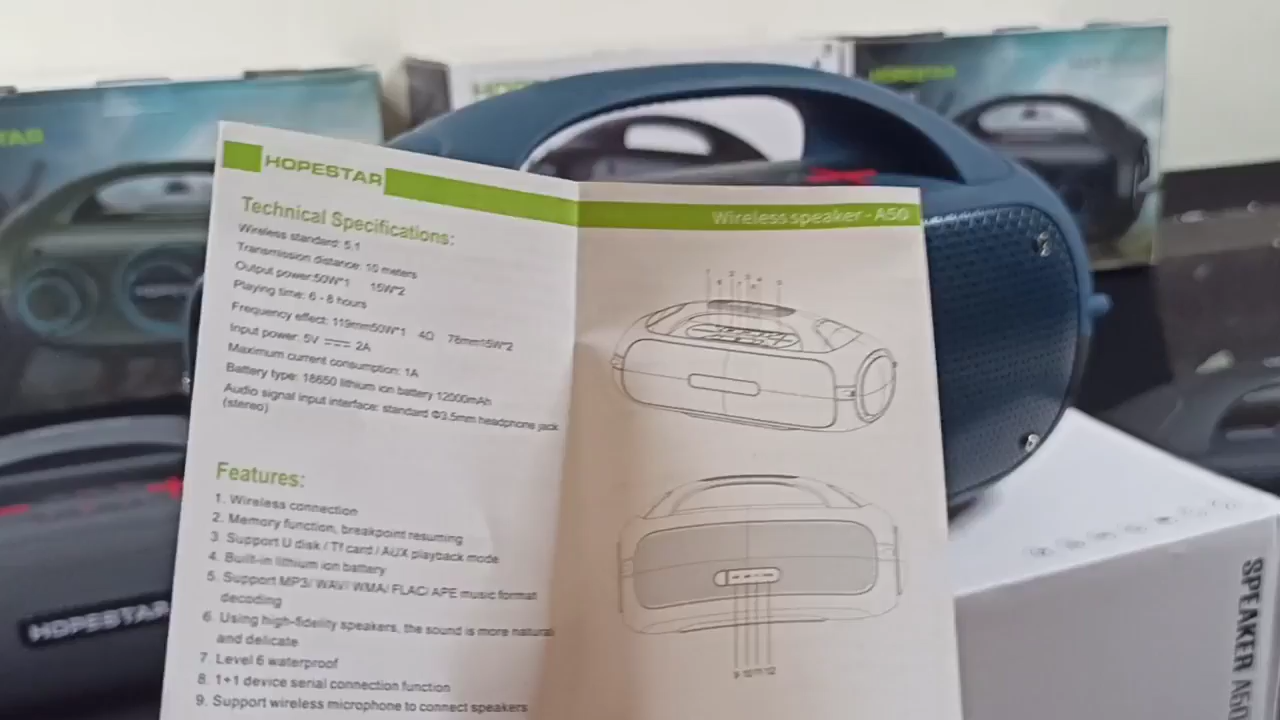 HOPESTAR
Technical Specifications:
Wireless standard: 5.1
Transmission distance: 10 meters
Output power:50W*1 15W*2
Playing time: 6 - 8 hours
Frequency effect: 119mm50W*1 4Ω 78mm15W*2
Input power: 5V ⎓ 2A
Maximum current consumption: 1A
Battery type: 18650 lithium ion battery 12000mAh
Audio signal input interface: standard Φ3.5mm headphone jack
(stereo)
Features:
1. Wireless connection
2. Memory function, breakpoint resuming
3. Support U disk / Tf card / AUX playback mode
4. Built-in lithium ion battery
5. Support MP3/ WAV/ WMA/ FLAC/ APE music format
decoding
6. Using high-fidelity speakers, the sound is more natural
and delicate
7. Level 6 waterproof
8. 1+1 device serial connection function
9. Support wireless microphone to connect speakers
Wireless speaker - A50
9 10 11 12
HOPESTAR
HOPESTAR
SPEAKER A50